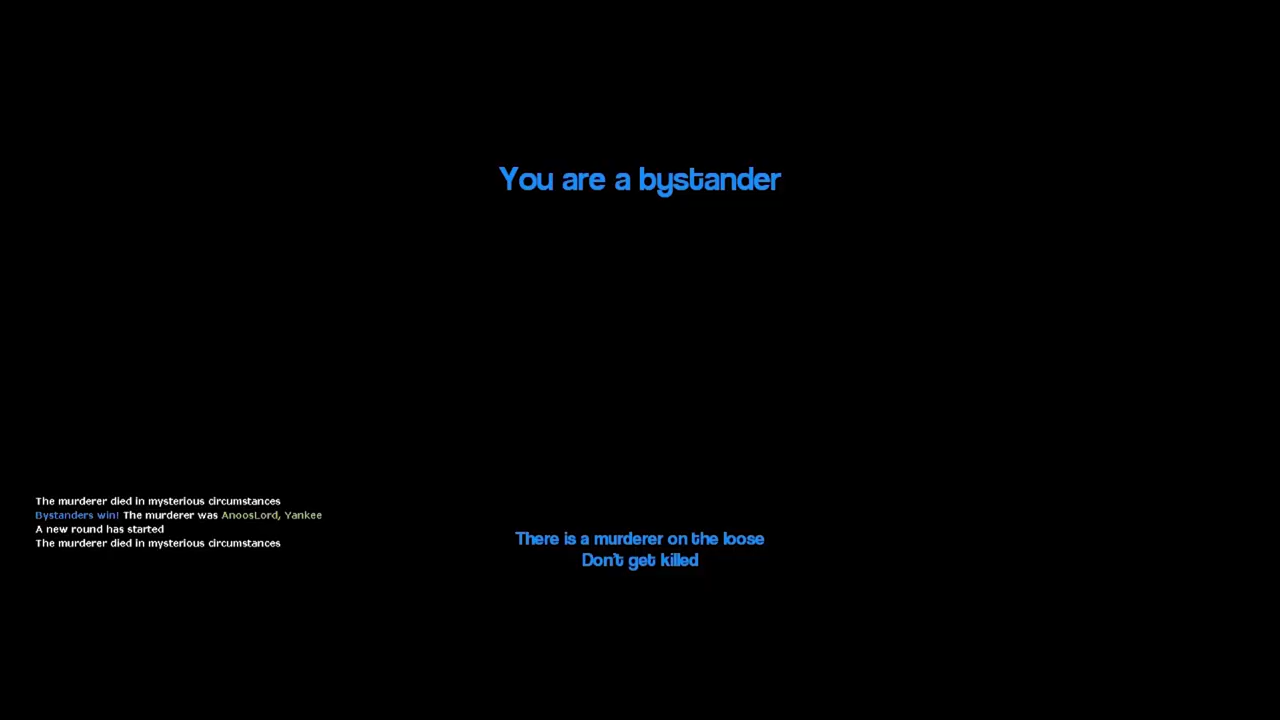 You are a bystander
The murderer died in mysterious circumstances
Bystanders win! The murderer was AnoosLord, Yankee
A new round has started
The murderer died in mysterious circumstances
There is a murderer on the loose
Don't get killed